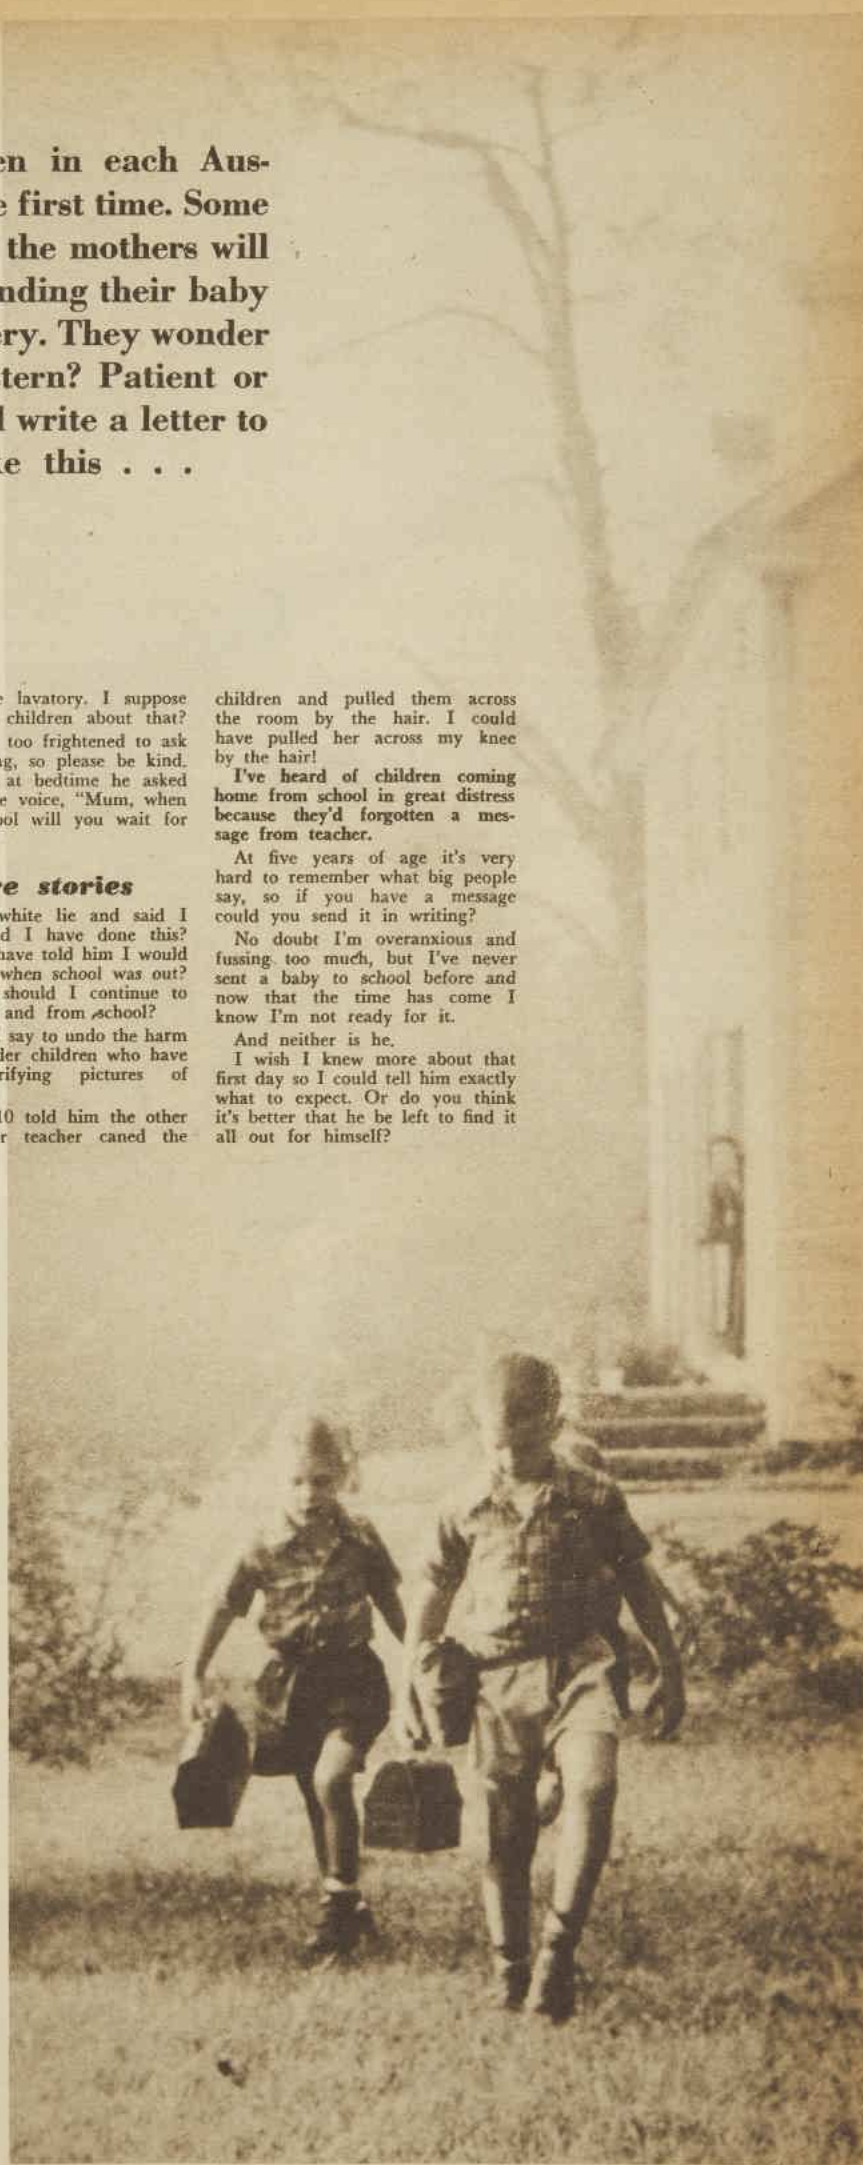 en in each Aus-
e first time. Some
the mothers will
nding their baby
ry. They wonder
tern? Patient or
l write a letter to
e this . . .
e lavatory. I suppose
children about that?
too frightened to ask
g, so please be kind.
at bedtime he asked
e voice, “Mum, when
ool will you wait for
e stories
white lie and said I
d I have done this?
have told him I would
when school was out?
should I continue to
and from school?
say to undo the harm
der children who have
rifying pictures of
10 told him the other
r teacher caned the
children and pulled them across
the room by the hair. I could
have pulled her across my knee
by the hair!
I've heard of children coming
home from school in great distress
because they'd forgotten a mes-
sage from teacher.
At five years of age it's very
hard to remember what big people
say, so if you have a message
could you send it in writing?
No doubt I'm overanxious and
fussing too much, but I've never
sent a baby to school before and
now that the time has come I
know I'm not ready for it.
And neither is he.
I wish I knew more about that
first day so I could tell him exactly
what to expect. Or do you think
it's better that he be left to find it
all out for himself?